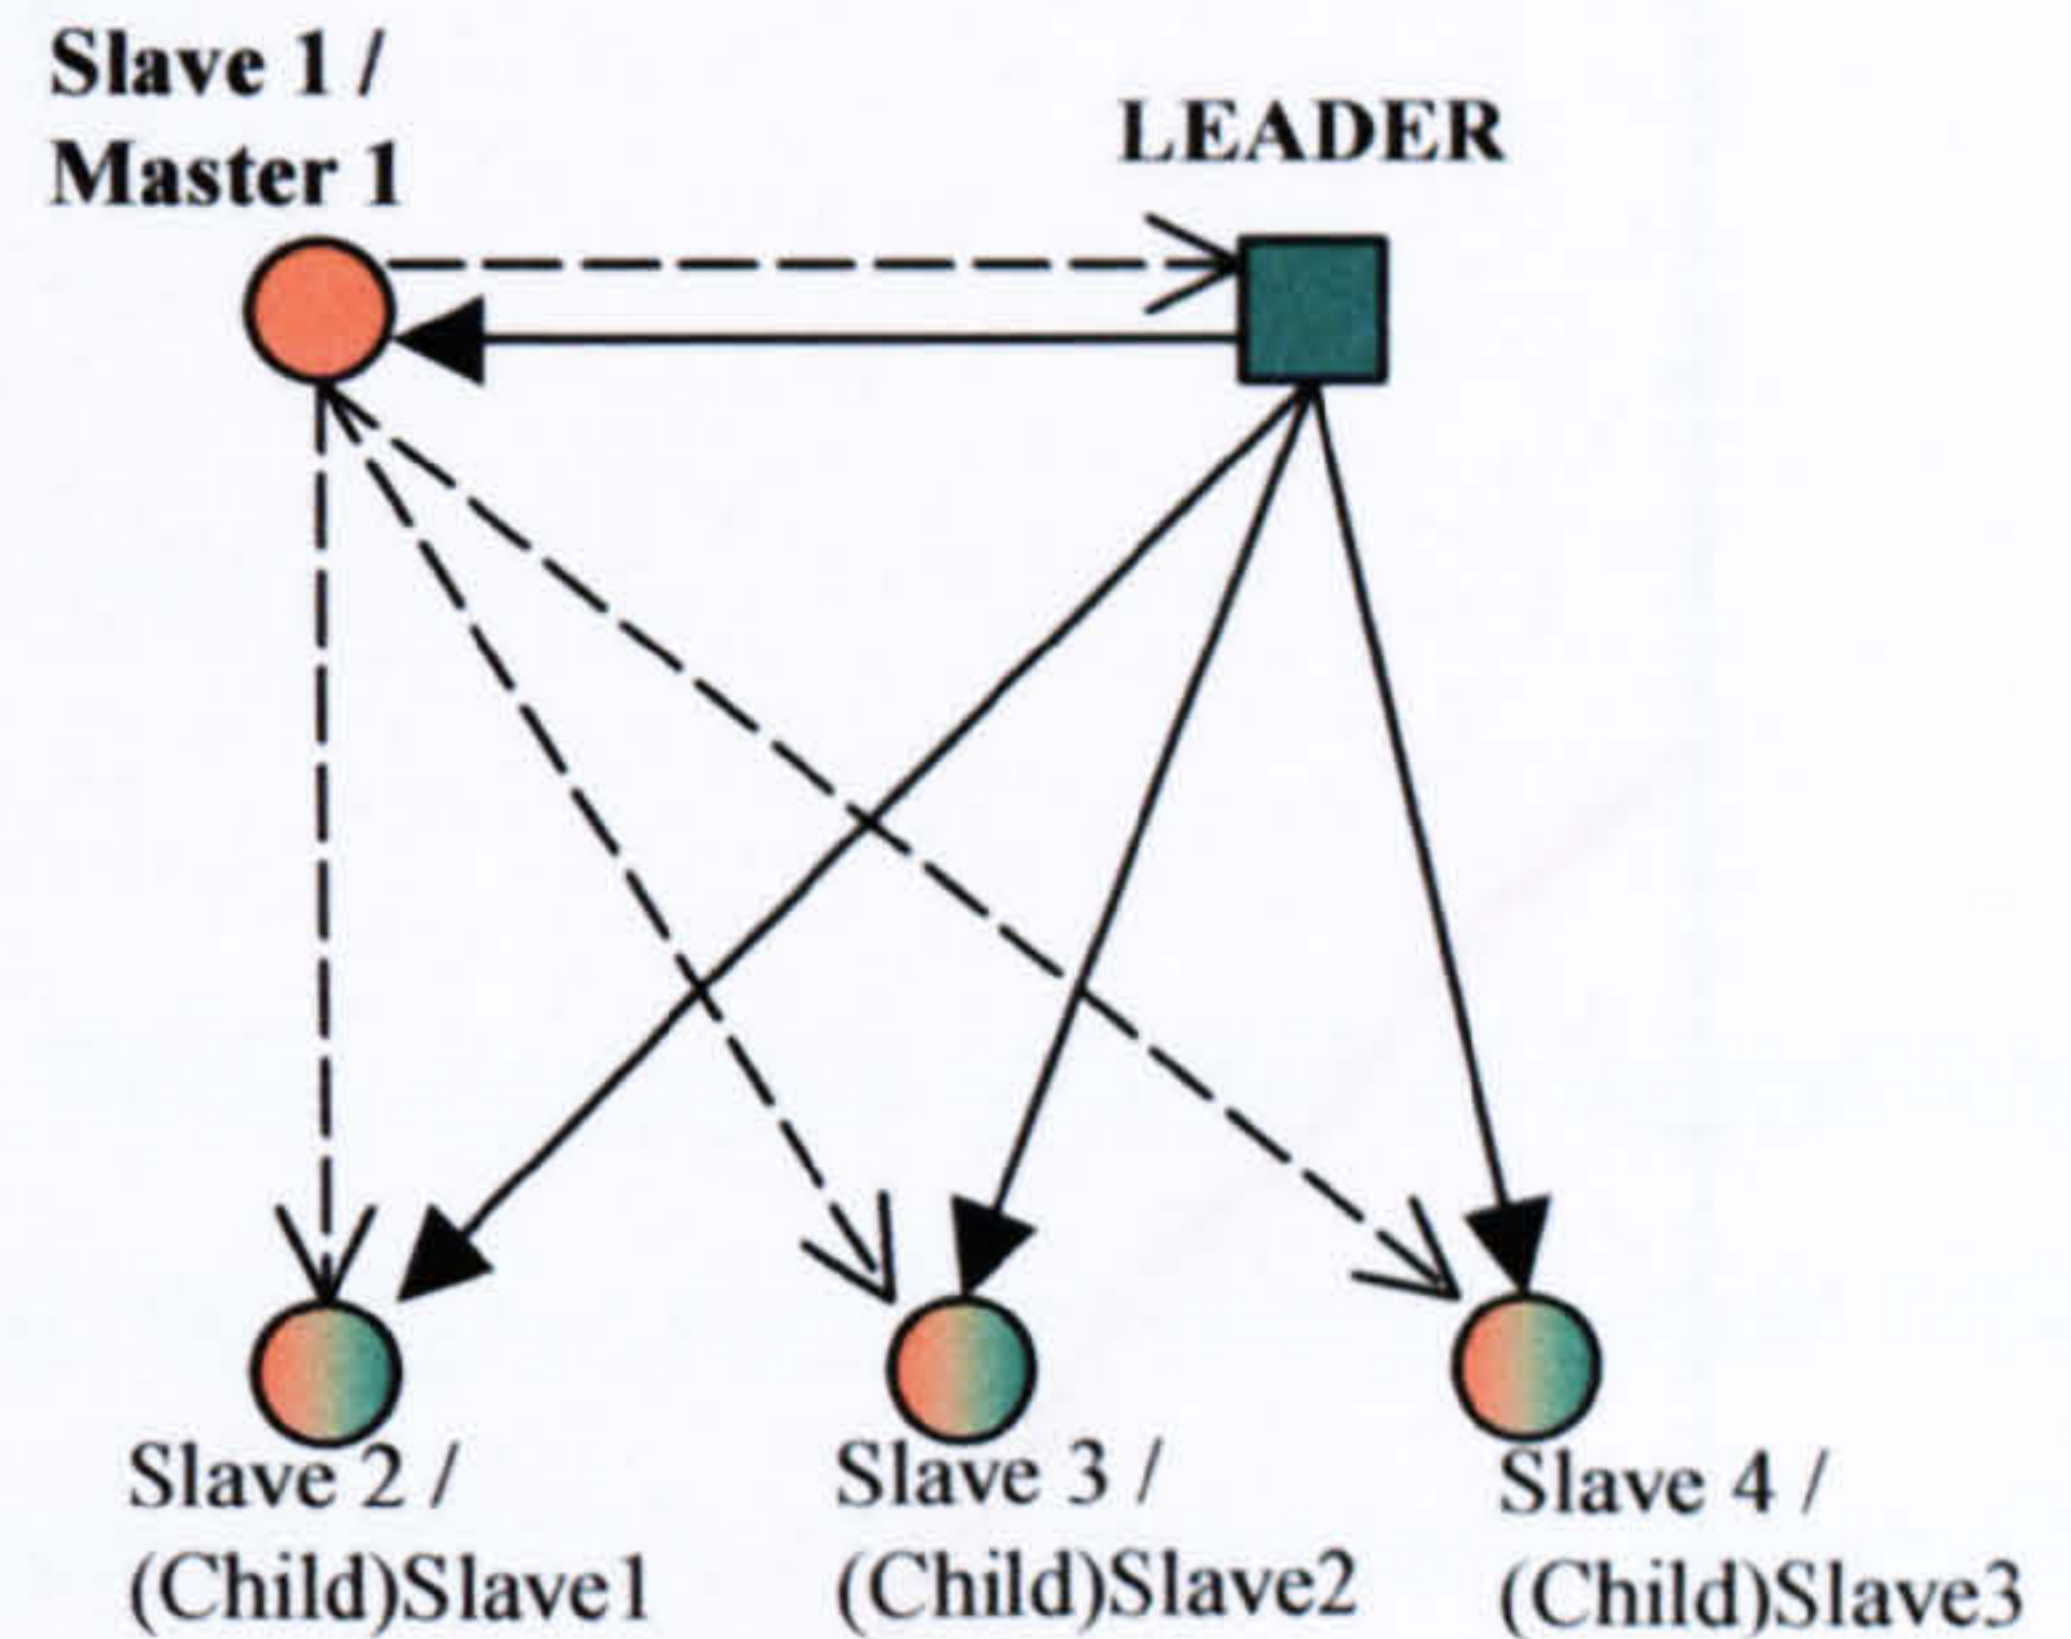 Slave 1 /
Master 1
LEADER
Slave 2 /
(Child)Slave1
Slave 3 /
(Child)Slave2
Slave 4 /
(Child)Slave3